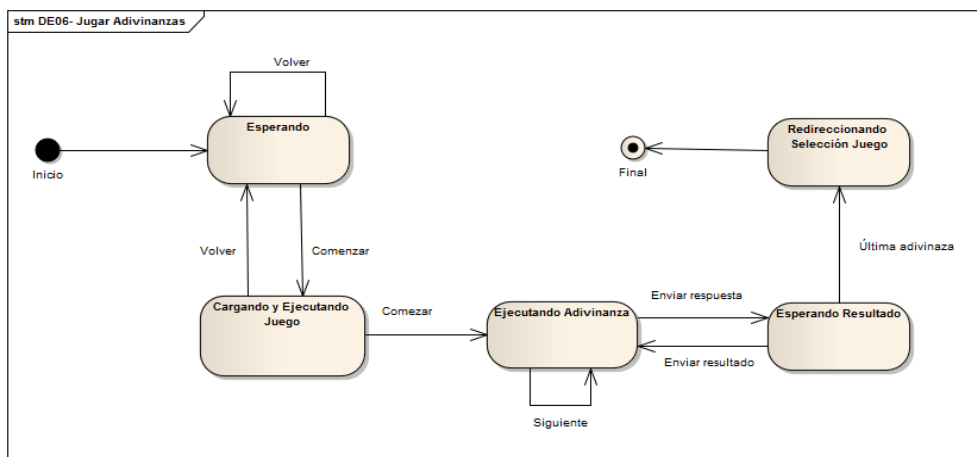 stm DE06- Jugar Adivinanzas
Volver
Esperando
Inicio
Redireccionando
Selección Juego
Final
Volver
Comenzar
Última adivinaza
Cargando y Ejecutando
Juego
Comezar
Ejecutando Adivinanza
Enviar respuesta
Enviar resultado
Esperando Resultado
Siguiente